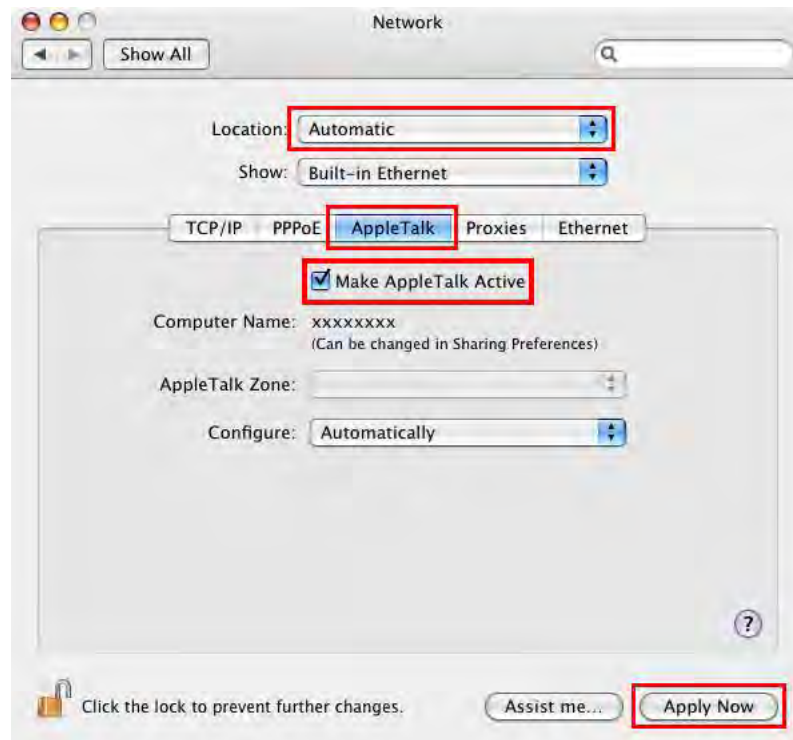 Network
Show All
Location: Automatic
Show: Built-in Ethernet
TCP/IP PPPoE AppleTalk Proxies Ethernet
Make AppleTalk Active
Computer Name: xxxxxxxx
(Can be changed in Sharing Preferences)
AppleTalk Zone:
Configure: Automatically
?
Click the lock to prevent further changes. Assist me... Apply Now